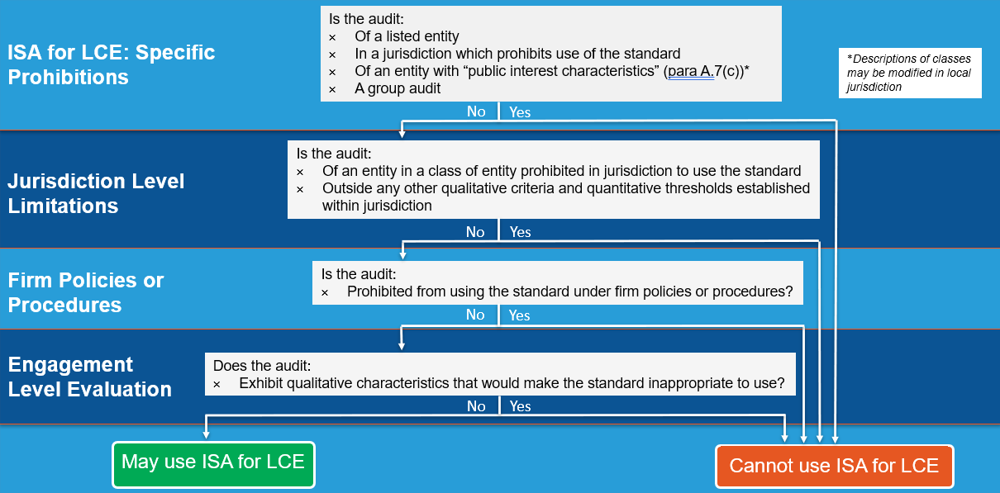 ISA for LCE: Specific
Prohibitions
Is the audit:
× Of a listed entity
× In a jurisdiction which prohibits use of the standard
× Of an entity with “public interest characteristics” (para A.7(c))*
× A group audit
*Descriptions of classes
may be modified in local
jurisdiction
No Yes
Jurisdiction Level
Limitations
Is the audit:
× Of an entity in a class of entity prohibited in jurisdiction to use the standard
× Outside any other qualitative criteria and quantitative thresholds established
within jurisdiction
No Yes
Firm Policies or
Procedures
Is the audit:
× Prohibited from using the standard under firm policies or procedures?
No Yes
Engagement
Level Evaluation
Does the audit:
× Exhibit qualitative characteristics that would make the standard inappropriate to use?
No Yes
May use ISA for LCE
Cannot use ISA for LCE